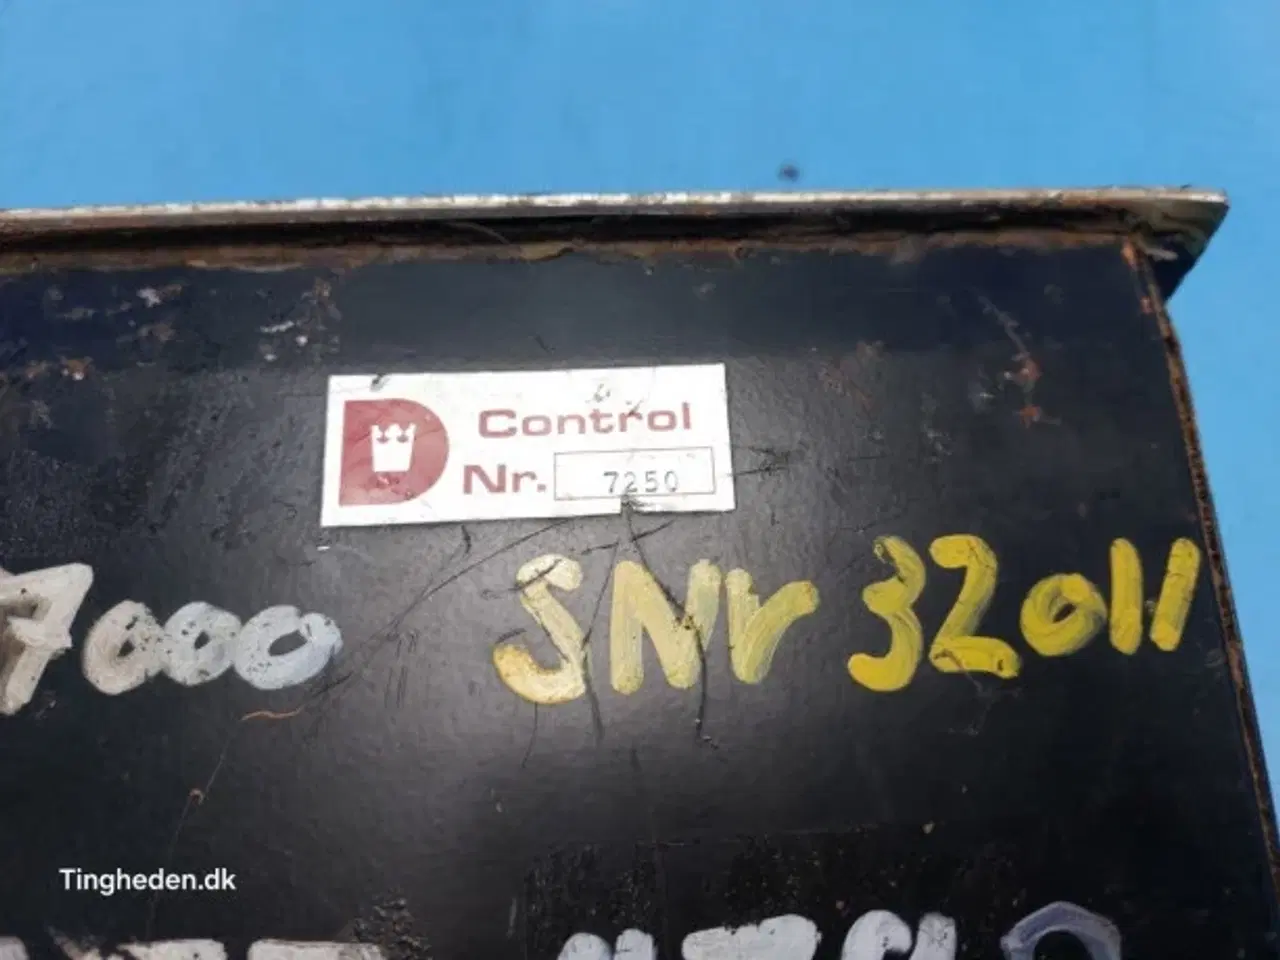 D Control
Nr. 7250
7000 SNr 32011
Tingheden.dk